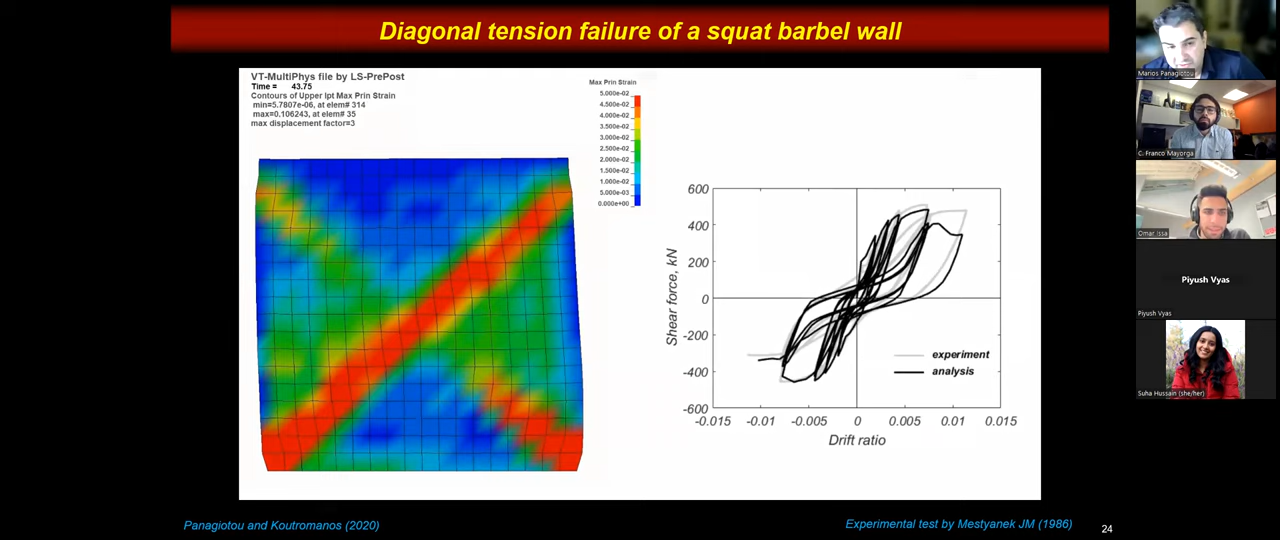 Diagonal tension failure of a squat barbel wall
VT-MultiPhys file by LS-PrePost
Time = 43.75
Contours of Upper Ipt Max Prin Strain
min=5.7807e-06, at elem# 314
max=0.106243, at elem# 35
max displacement factor=3
Max Prin Strain
5.000e-02
4.500e-02
4.000e-02
3.500e-02
3.000e-02
2.500e-02
2.000e-02
1.500e-02
1.000e-02
5.000e-03
0.000e+00
600
400
200
0
-200
-400
-600
Shear force, kN
experiment
analysis
-0.015 -0.01 -0.005 0 0.005 0.01 0.015
Drift ratio
Panagiotou and Koutromanos (2020)
Experimental test by Mestyanek JM (1986)
24
Marios Panagiotou
C. Franco Mayorga
Omar Issa
Piyush Vyas
Piyush Vyas
Suha Hussain (she/her)